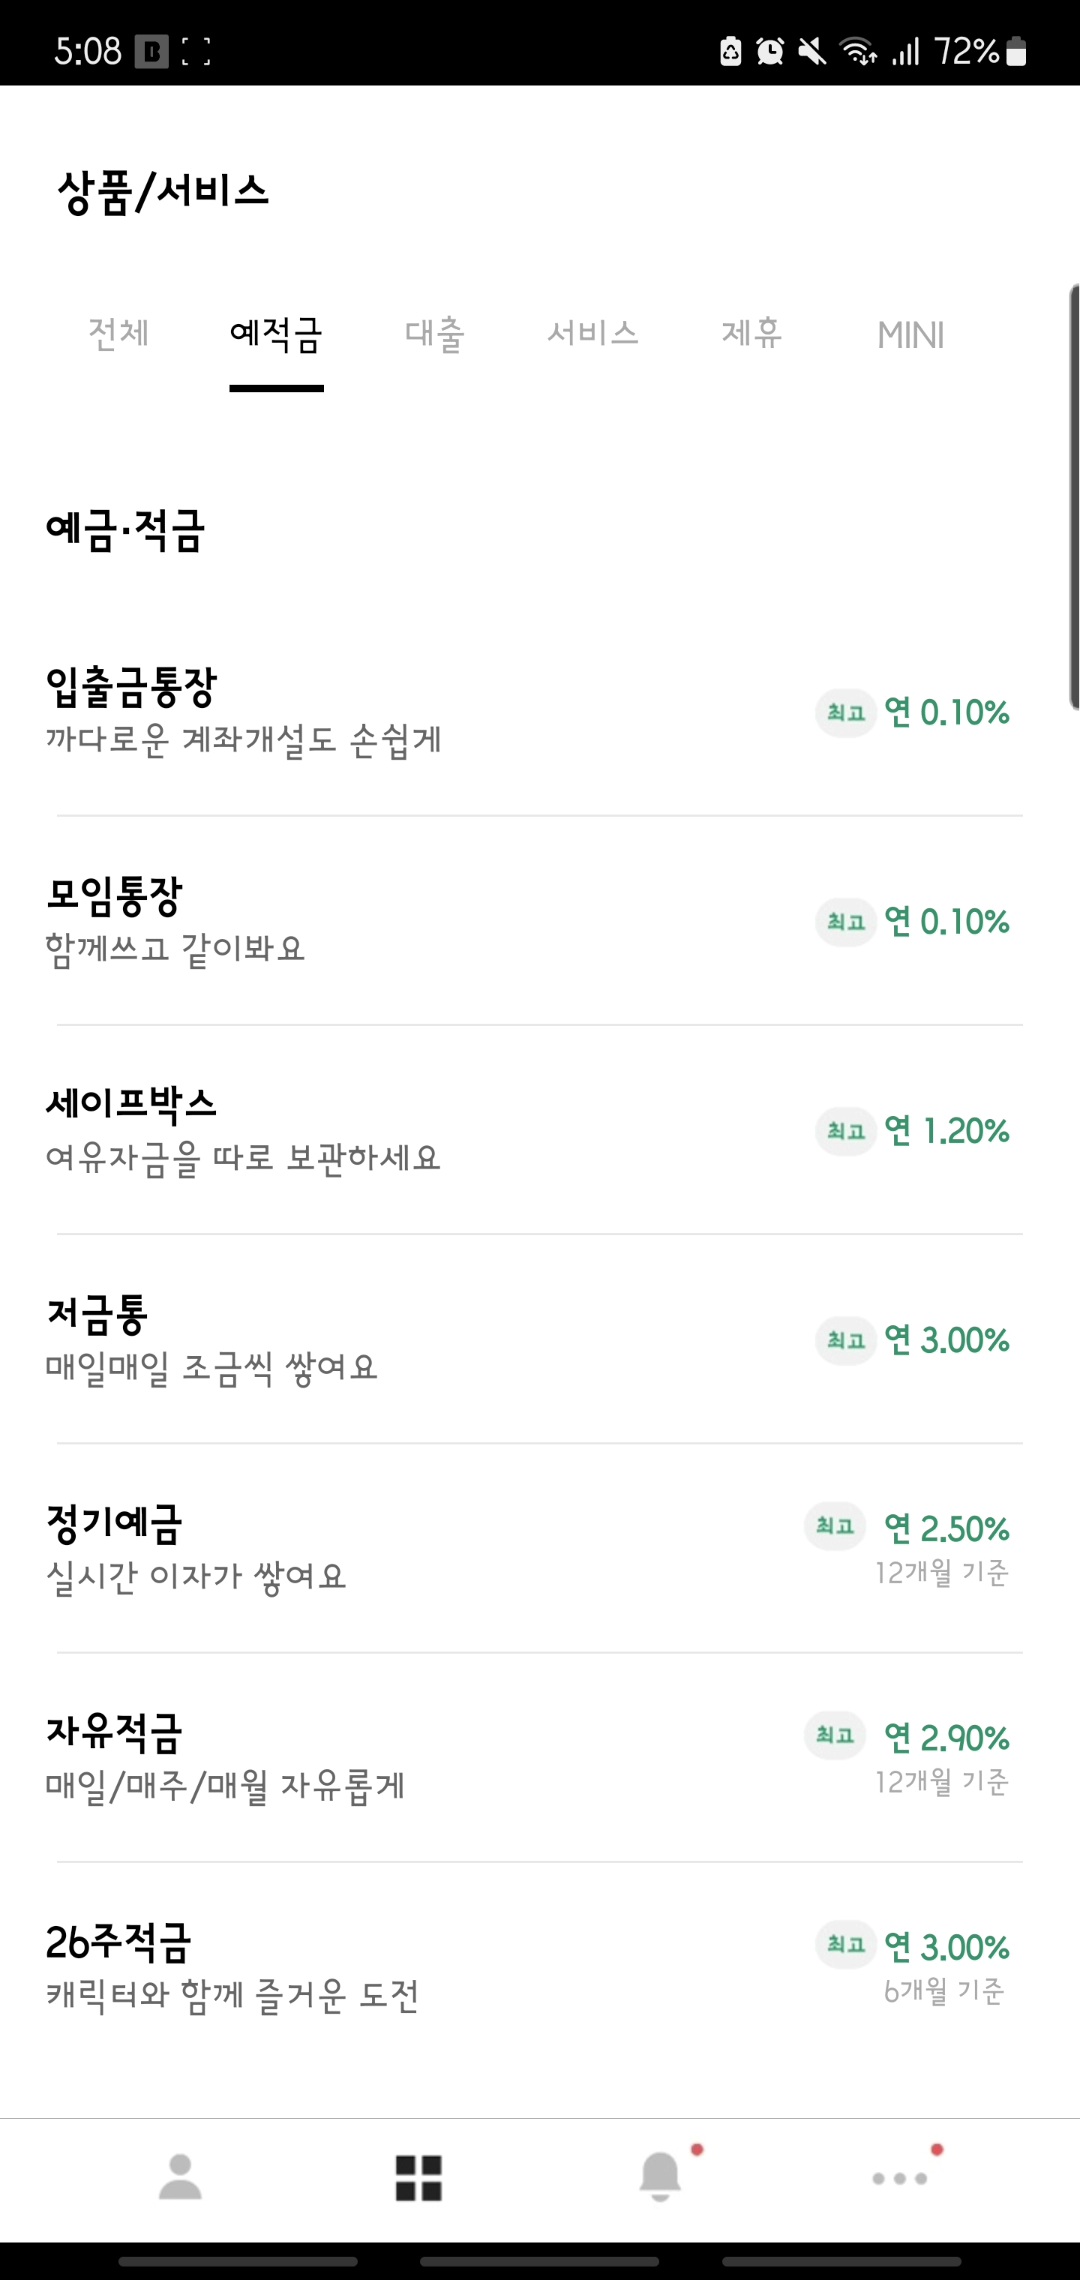 5:08 B 72%
상품/서비스
전체 예적금 대출 서비스 제휴 MINI
예금·적금
입출금통장
까다로운 계좌개설도 손쉽게
최고 연 0.10%
모임통장
함께쓰고 같이봐요
최고 연 0.10%
세이프박스
여유자금을 따로 보관하세요
최고 연 1.20%
저금통
매일매일 조금씩 쌓여요
최고 연 3.00%
정기예금
실시간 이자가 쌓여요
최고 연 2.50%
12개월 기준
자유적금
매일/매주/매월 자유롭게
최고 연 2.90%
12개월 기준
26주적금
캐릭터와 함께 즐거운 도전
최고 연 3.00%
6개월 기준